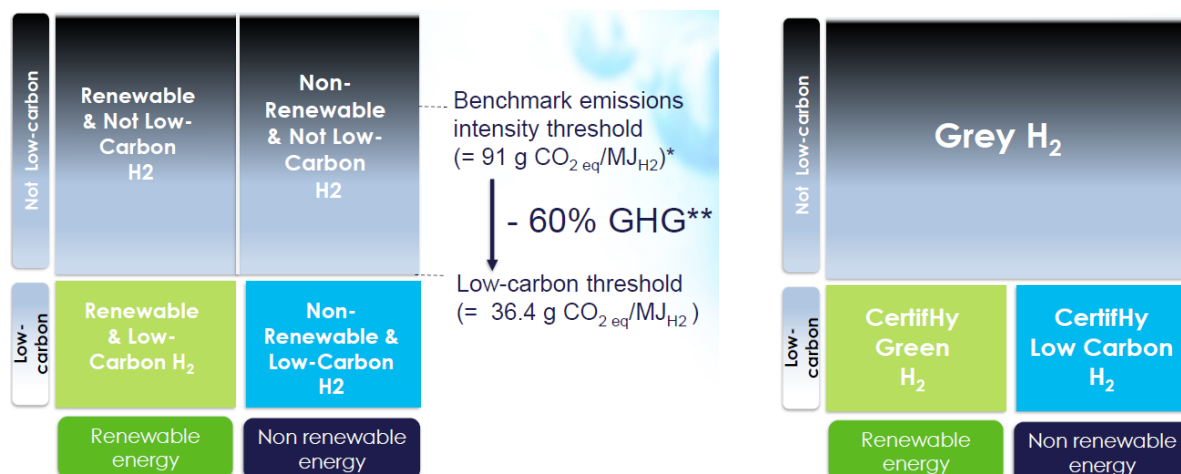 Not Low-carbon
Renewable
& Not Low-
Carbon
H2
Non-
Renewable
& Not Low-
Carbon
H2
Benchmark emissions
intensity threshold
(= 91 g CO2 eq/MJH2)*
- 60% GHG**
Low-carbon threshold
(= 36.4 g CO2 eq/MJH2 )
Low-
carbon
Renewable
& Low-
Carbon H2
Non-
Renewable &
Low-Carbon
H2
Renewable
energy
Non renewable
energy
Not Low-carbon
Grey H2
Low-
carbon
CertifHy
Green
H2
CertifHy
Low Carbon
H2
Renewable
energy
Non renewable
energy